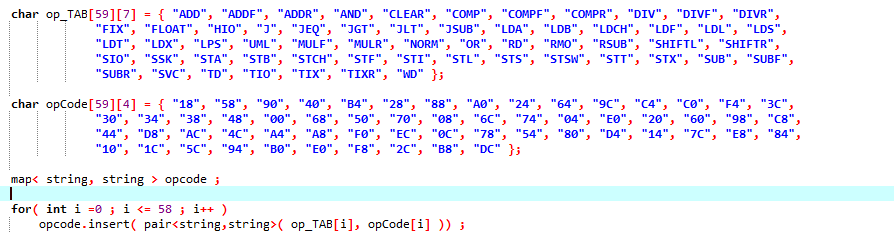 char op_TAB[59][7] = { "ADD", "ADDF", "ADDR", "AND", "CLEAR", "COMP", "COMPF", "COMPR", "DIV", "DIVF", "DIVR",
"FIX", "FLOAT", "HIO", "J", "JEQ", "JGT", "JLT", "JSUB", "LDA", "LDB", "LDCH", "LDF", "LDL", "LDS",
"LDT", "LDX", "LPS", "UML", "MULF", "MULR", "NORM", "OR", "RD", "RMO", "RSUB", "SHIFTL", "SHIFTR",
"SIO", "SSK", "STA", "STB", "STCH", "STF", "STI", "STL", "STS", "STSW", "STT", "STX", "SUB", "SUBF",
"SUBR", "SVC", "TD", "TIO", "TIX", "TIXR", "WD" };
char opCode[59][4] = { "18", "58", "90", "40", "B4", "28", "88", "A0", "24", "64", "9C", "C4", "C0", "F4", "3C",
"30", "34", "38", "48", "00", "68", "50", "70", "08", "6C", "74", "04", "E0", "20", "60", "98", "C8",
"44", "D8", "AC", "4C", "A4", "A8", "F0", "EC", "0C", "78", "54", "80", "D4", "14", "7C", "E8", "84",
"10", "1C", "5C", "94", "B0", "E0", "F8", "2C", "B8", "DC" };
map< string, string > opcode ;
for( int i =0 ; i <= 58 ; i++ )
opcode.insert( pair<string,string>( op_TAB[i], opCode[i] )) ;